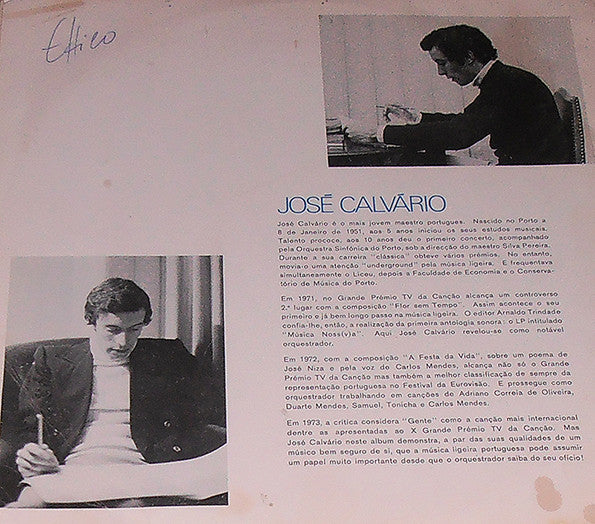 JOSÉ CALVÁRIO
José Calvário é o mais jovem maestro portugues. Nascido no Porto a
8 de Janeiro de 1951, aos 5 anos iniciou os seus estudos musicais.
Talento precoce, aos 10 anos deu o primeiro concerto, acompanhado
pela Orquestra Sinfónica do Porto, sob a direcção do maestro Silva Pereira.
Durante a sua carreira "clássica" obteve vários prémios. No entanto,
movia-o uma atenção "underground" pela música ligeira. E frequentava
simultaneamente o Liceu, depois a Faculdade de Economia e o Conserva-
tório de Música do Porto.
Em 1971, no Grande Prémio TV da Canção alcança um controverso
2.º lugar com a composição "Flor sem Tempo". Assim acontece o seu
primeiro e já bem longo passo na música ligeira. O editor Arnaldo Trindade
confia-lhe, então, a realização da primeira antologia sonora: o LP intitulado
"Música Noss(v)a". Aqui José Calvário revelou-se como notável
orquestrador.
Em 1972, com a composição "A Festa da Vida", sobre um poema de
José Niza e pela voz de Carlos Mendes, alcança não só o Grande
Prémio TV da Canção mas também a melhor classificação de sempre da
representação portuguesa no Festival da Eurovisão. E prossegue como
orquestrador trabalhando em canções de Adriano Correia de Oliveira,
Duarte Mendes, Samuel, Tonicha e Carlos Mendes.
Em 1973, a crítica considera "Gente" como a canção mais internacional
dentre as apresentadas ao X Grande Prémio TV da Canção. Mas
José Calvário neste album demonstra, a par das suas qualidades de um
músico bem seguro de si, que a música ligeira portuguesa pode assumir
um papel muito importante desde que o orquestrador saiba do seu ofício!